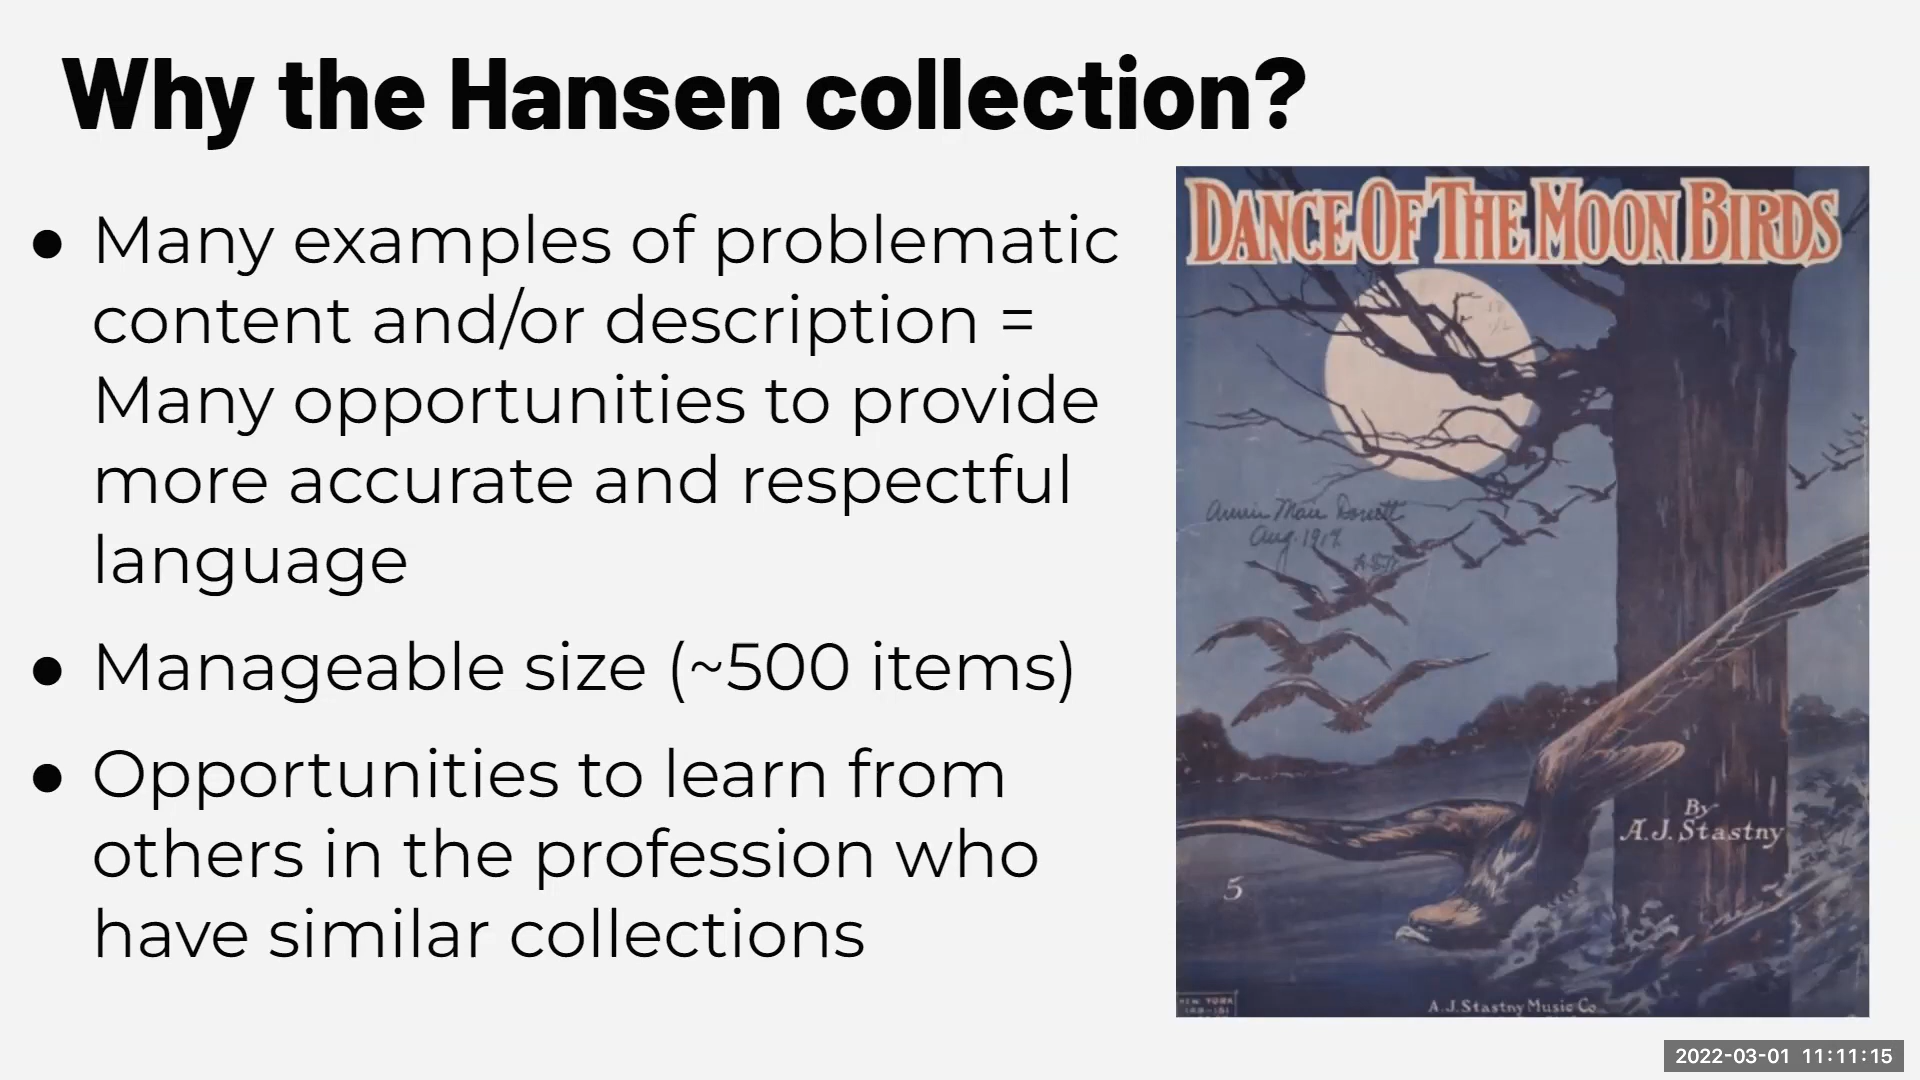 Why the Hansen collection?
● Many examples of problematic
content and/or description =
Many opportunities to provide
more accurate and respectful
language
● Manageable size (~500 items)
● Opportunities to learn from
others in the profession who
have similar collections
DANCE OF THE MOON BIRDS
Aug. 191
By
A.J. Stastny
5
NEW YORK
A.J. Stastny Music Co.
2022-03-01 11:11:15